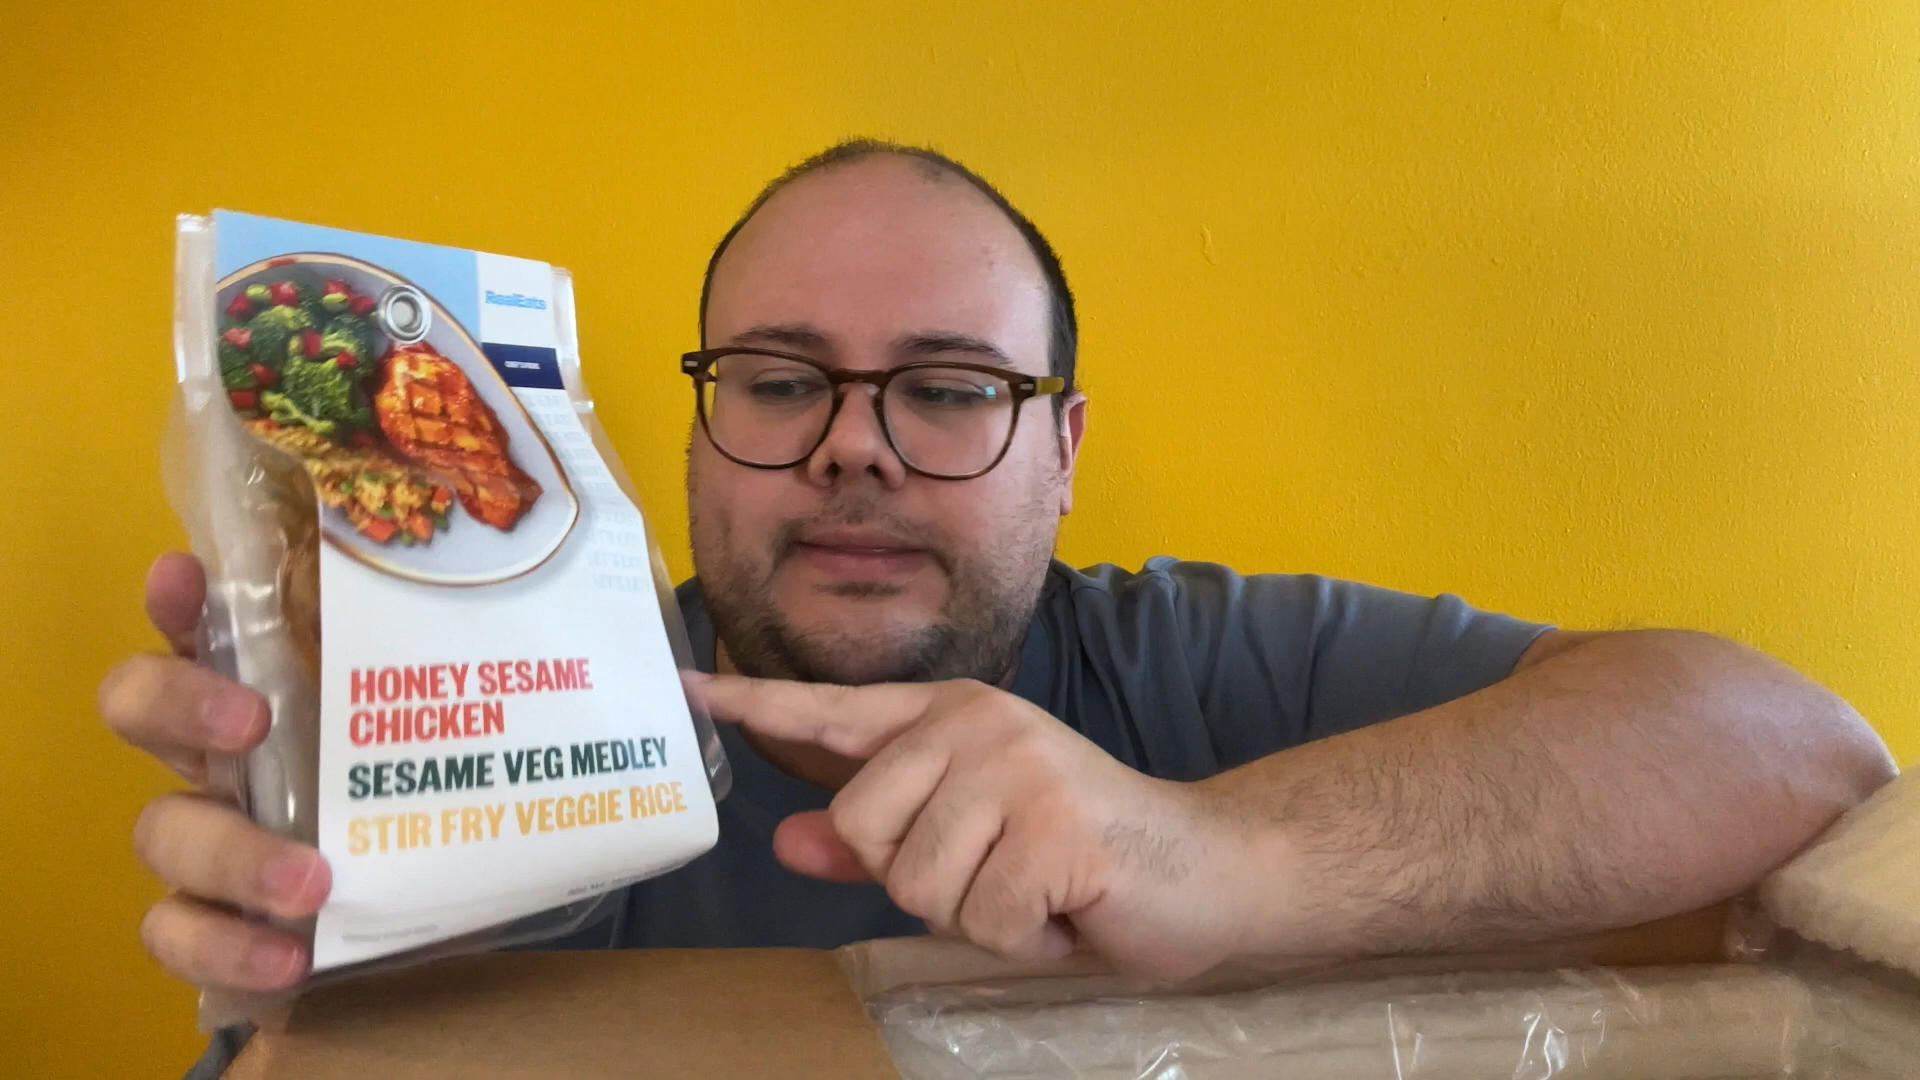 RealEats
HONEY SESAME
CHICKEN
SESAME VEG MEDLEY
STIR FRY VEGGIE RICE